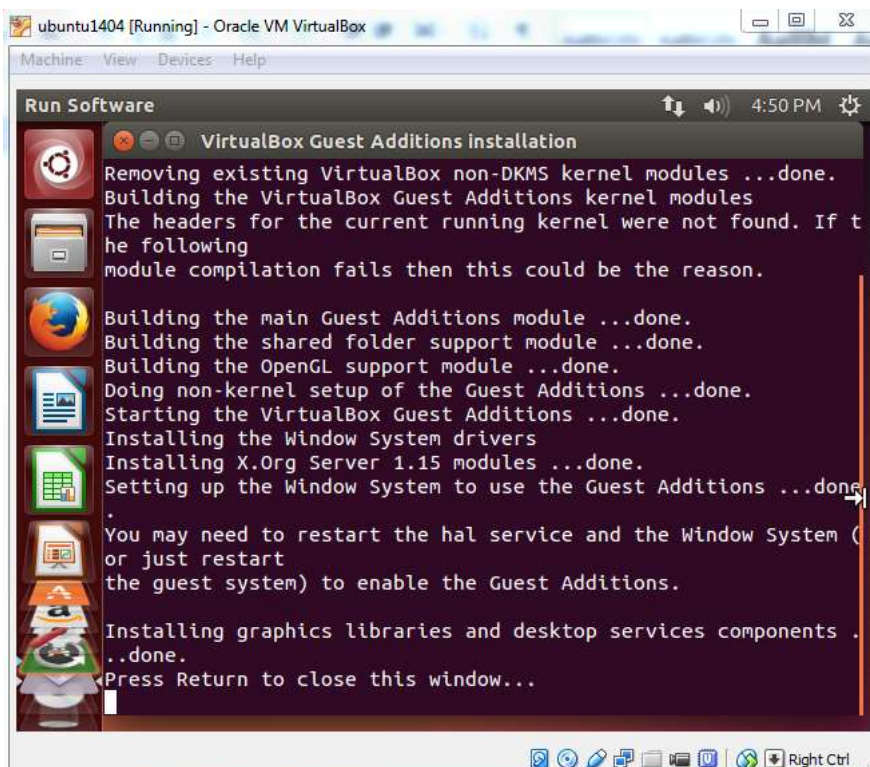 ubuntu1404 [Running] - Oracle VM VirtualBox
Machine View Devices Help
Run Software 4:50 PM
VirtualBox Guest Additions installation
Removing existing VirtualBox non-DKMS kernel modules ...done.
Building the VirtualBox Guest Additions kernel modules
The headers for the current running kernel were not found. If t
he following
module compilation fails then this could be the reason.
Building the main Guest Additions module ...done.
Building the shared folder support module ...done.
Building the OpenGL support module ...done.
Doing non-kernel setup of the Guest Additions ...done.
Starting the VirtualBox Guest Additions ...done.
Installing the Window System drivers
Installing X.Org Server 1.15 modules ...done.
Setting up the Window System to use the Guest Additions ...done
.
You may need to restart the hal service and the Window System (
or just restart
the guest system) to enable the Guest Additions.
Installing graphics libraries and desktop services components .
..done.
Press Return to close this window...
Right Ctrl